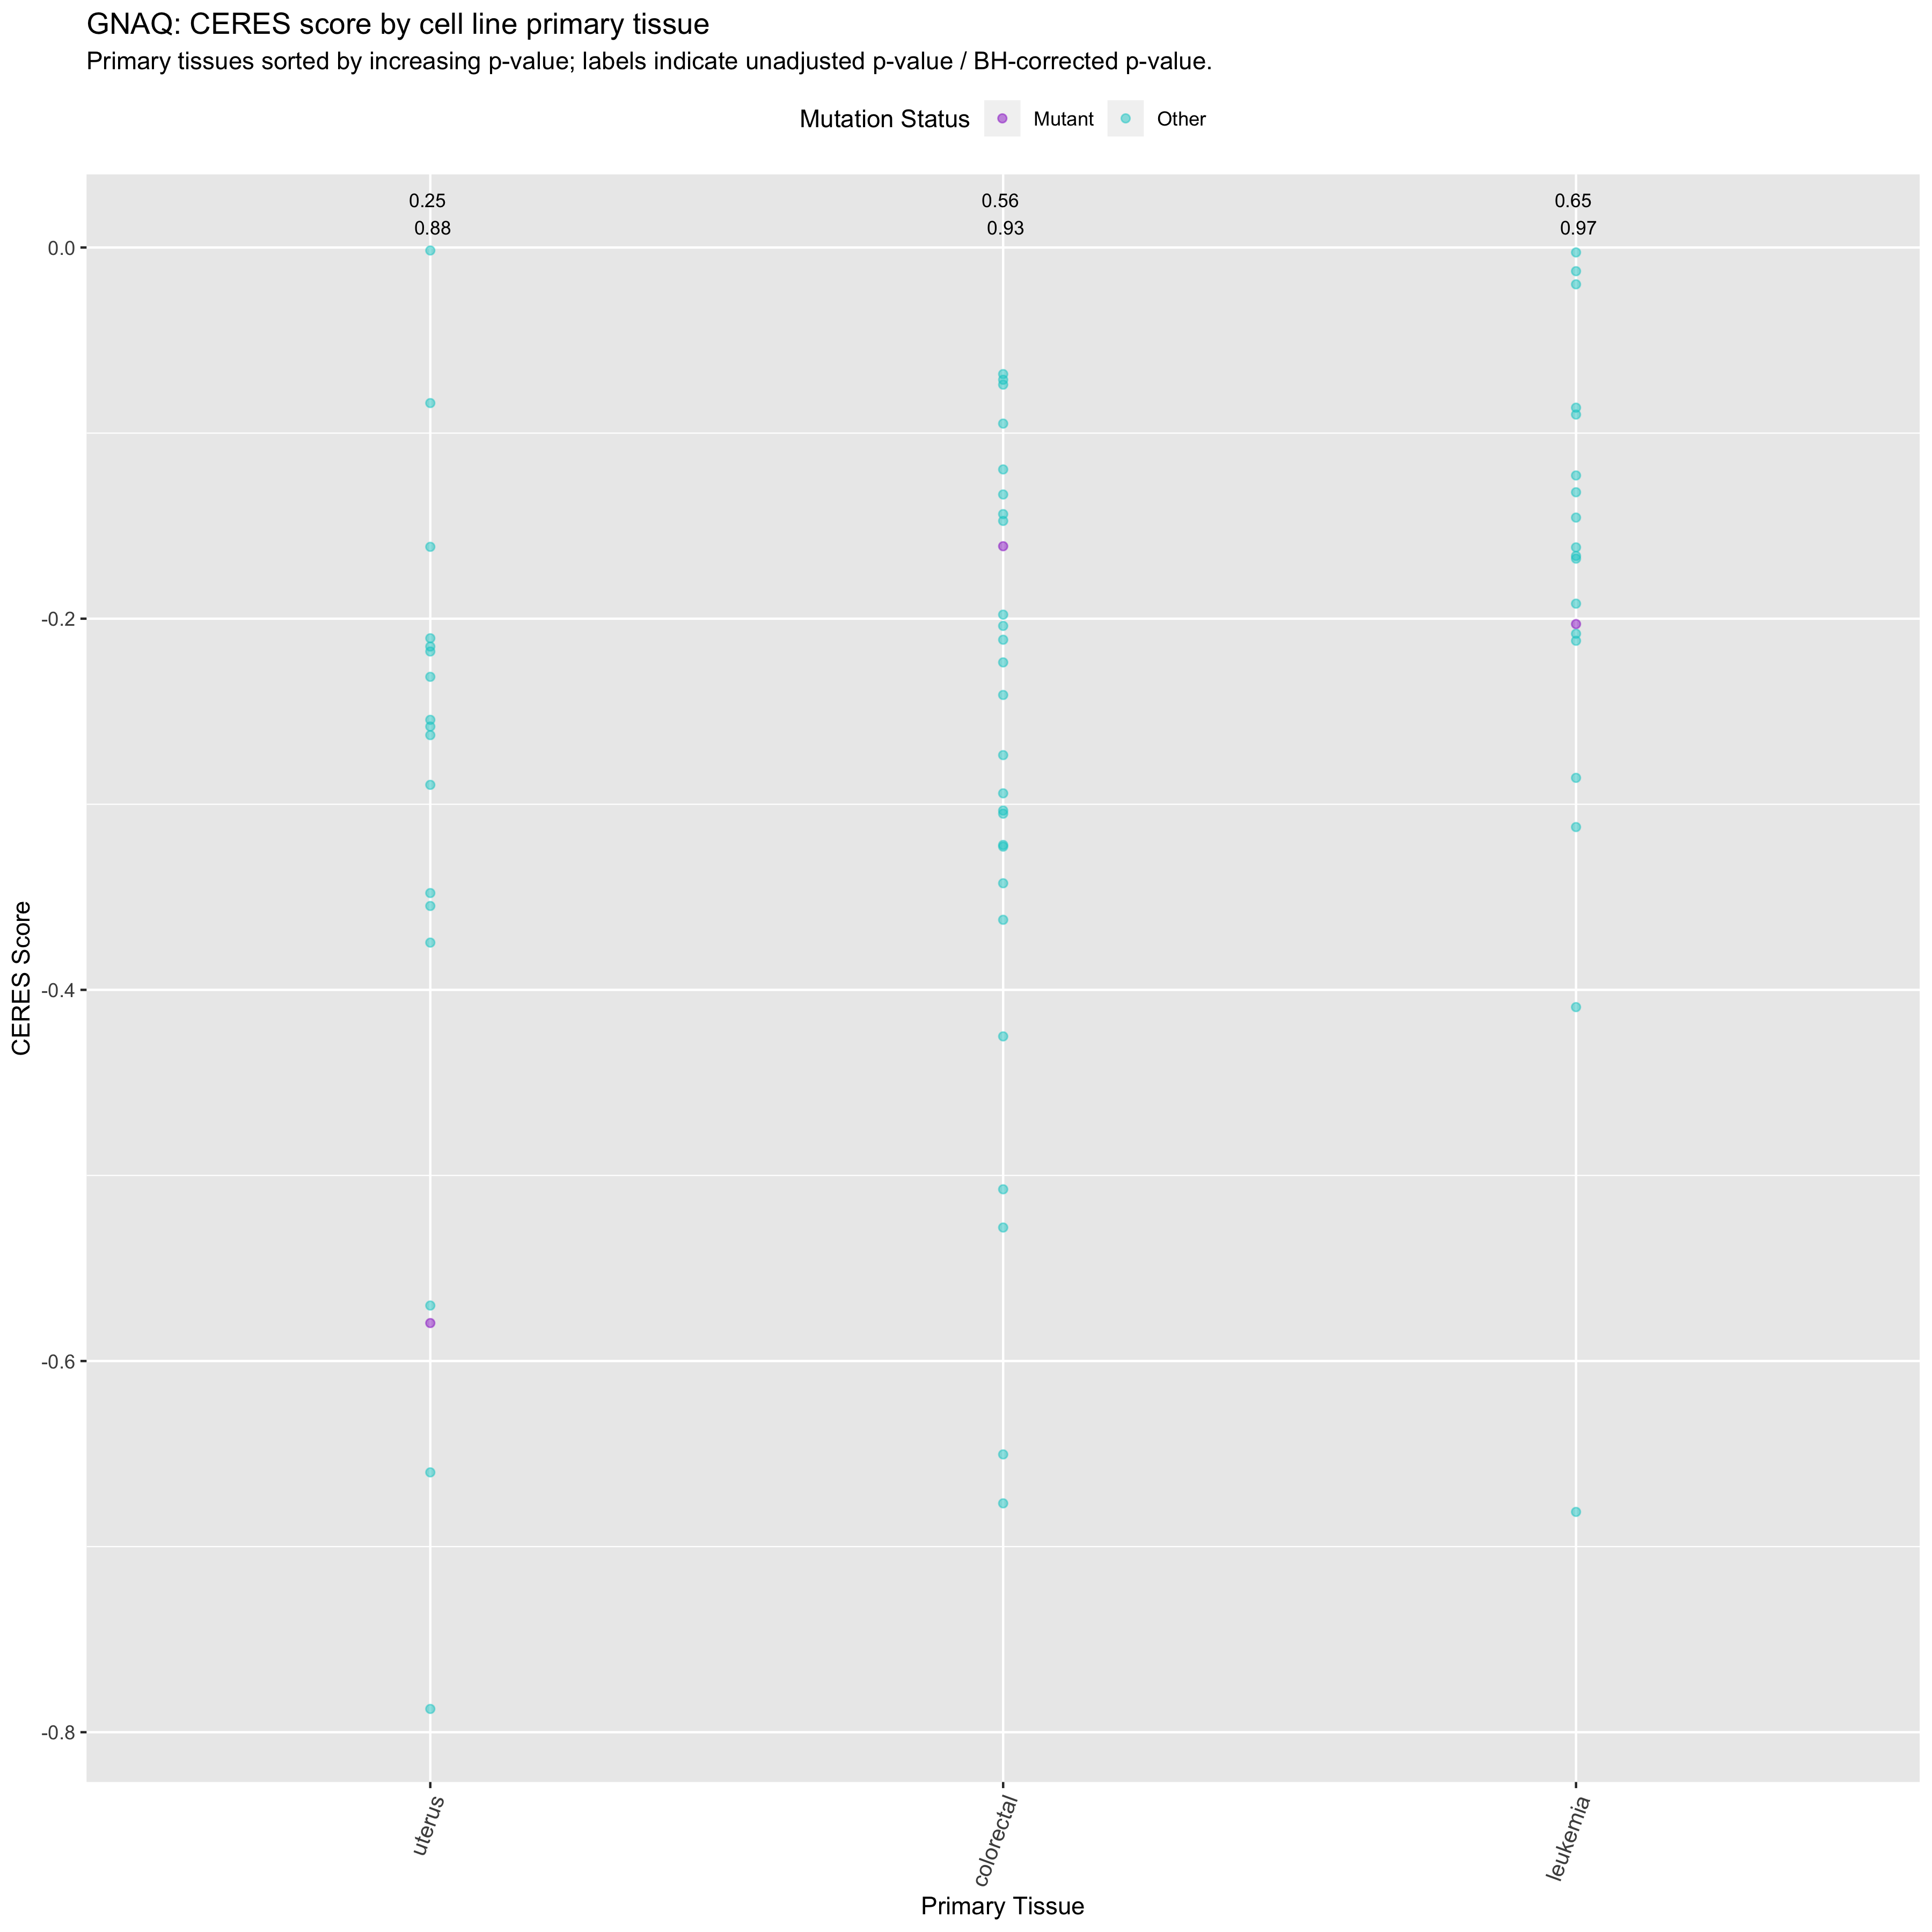 GNAQ: CERES score by cell line primary tissue
Primary tissues sorted by increasing p-value; labels indicate unadjusted p-value / BH-corrected p-value.
Mutation Status Mutant Other
0.25 0.56 0.65
0.88 0.93 0.97
0.0
-0.2
-0.4
-0.6
-0.8
CERES Score
uterus colorectal leukemia
Primary Tissue